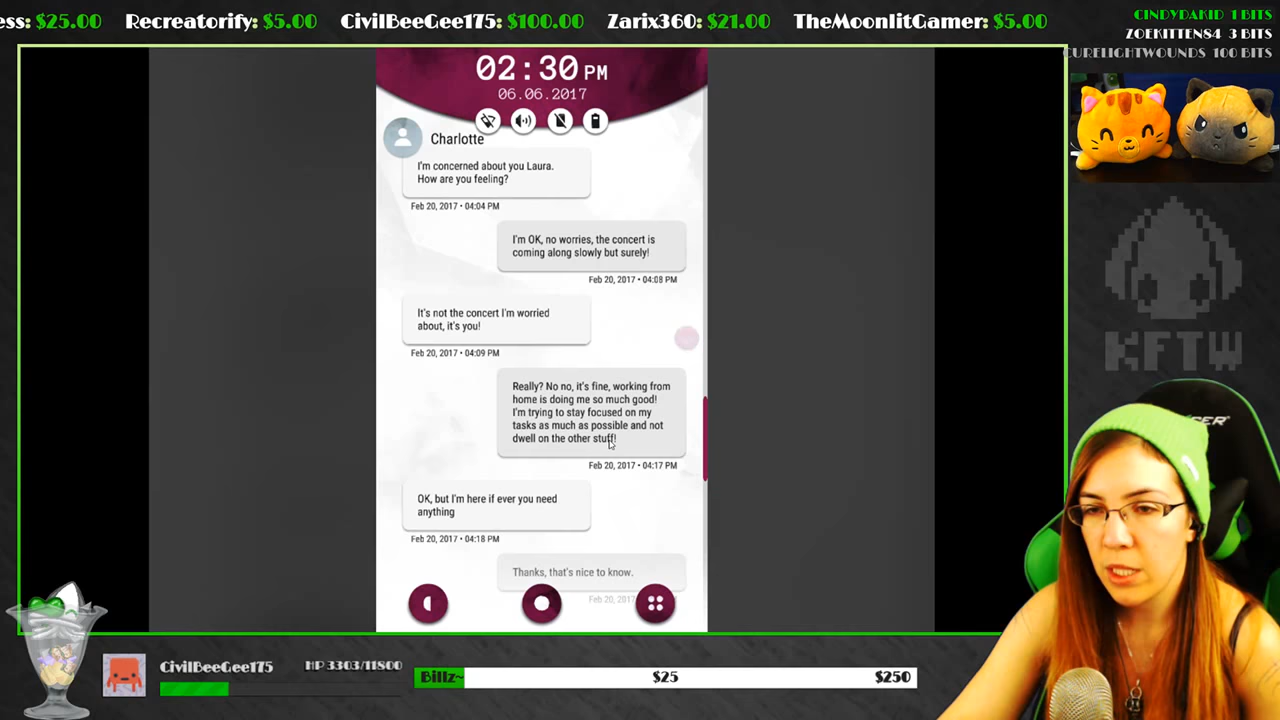 ess: $25.00 Recreatorify: $5.00 CivilBeeGee175: $100.00 Zarix360: $21.00 TheMoonlitGamer: $5.00
CINDYDAKID 1 BITS
ZOEKITTEN84 3 BITS
CURELIGHTWOUNDS 100 BITS
02:30 PM
06.06.2017
Charlotte
I'm concerned about you Laura.
How are you feeling?
Feb 20, 2017 • 04:04 PM
I'm OK, no worries, the concert is
coming along slowly but surely!
Feb 20, 2017 • 04:08 PM
It's not the concert I'm worried
about, it's you!
Feb 20, 2017 • 04:09 PM
Really? No no, it's fine, working from
home is doing me so much good!
I'm trying to stay focused on my
tasks as much as possible and not
dwell on the other stuff!
Feb 20, 2017 • 04:17 PM
OK, but I'm here if ever you need
anything
Feb 20, 2017 • 04:18 PM
Thanks, that's nice to know.
Feb 20, 2017
KFTW
CivilBeeGee175 HP 3303/11800
Billz~ $25 $250